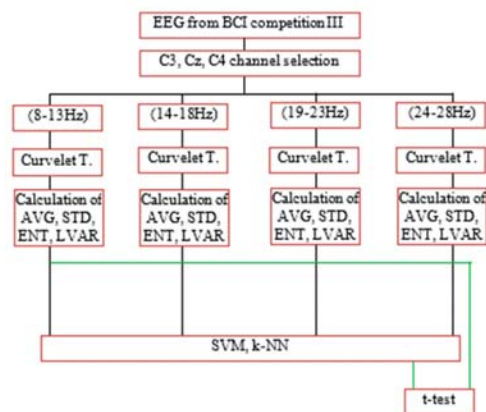 EEG from BCI competition III
C3, Cz, C4 channel selection
(8-13Hz)
(14-18Hz)
(19-23Hz)
(24-28Hz)
Curvelet T.
Curvelet T.
Curvelet T.
Curvelet T.
Calculation of
AVG, STD,
ENT, LVAR
Calculation of
AVG, STD,
ENT, LVAR
Calculation of
AVG, STD,
ENT, LVAR
Calculation of
AVG, STD,
ENT, LVAR
SVM, k-NN
t-test